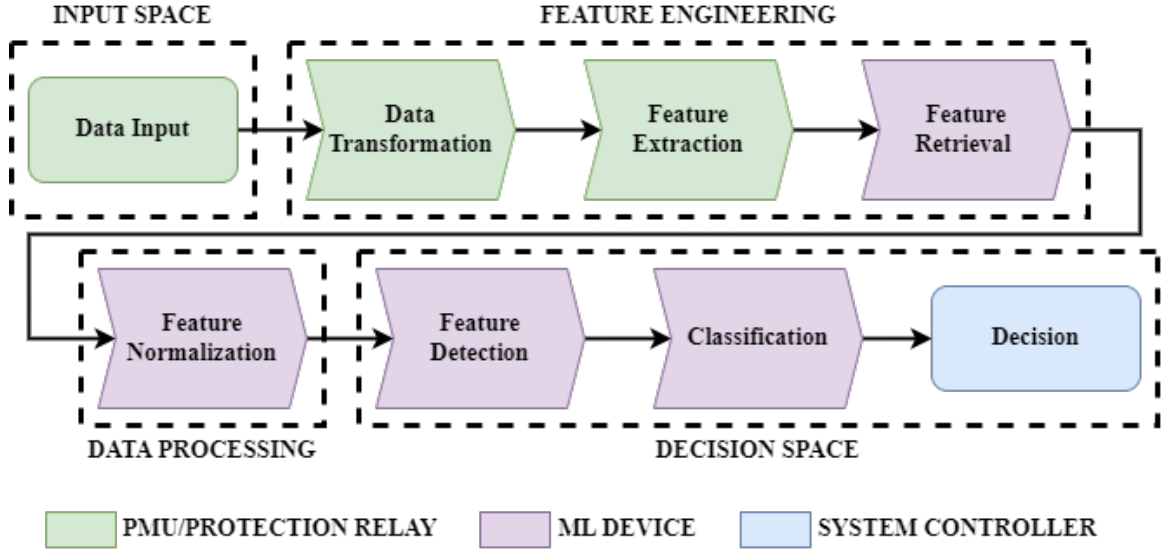 INPUT SPACE
FEATURE ENGINEERING
Data Input
Data
Transformation
Feature
Extraction
Feature
Retrieval
Feature
Normalization
Feature
Detection
Classification
Decision
DATA PROCESSING
DECISION SPACE
PMU/PROTECTION RELAY
ML DEVICE
SYSTEM CONTROLLER